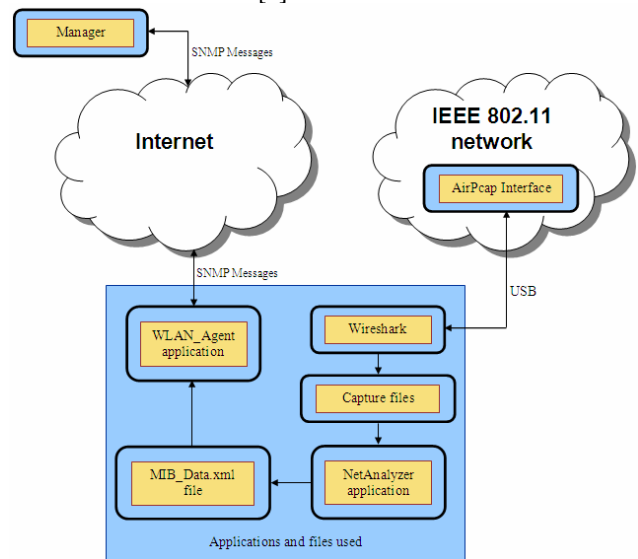 Manager
SNMP Messages
Internet
IEEE 802.11
network
AirPcap Interface
SNMP Messages
USB
WLAN_Agent
application
Wireshark
Capture files
MIB_Data.xml
file
NetAnalyzer
application
Applications and files used